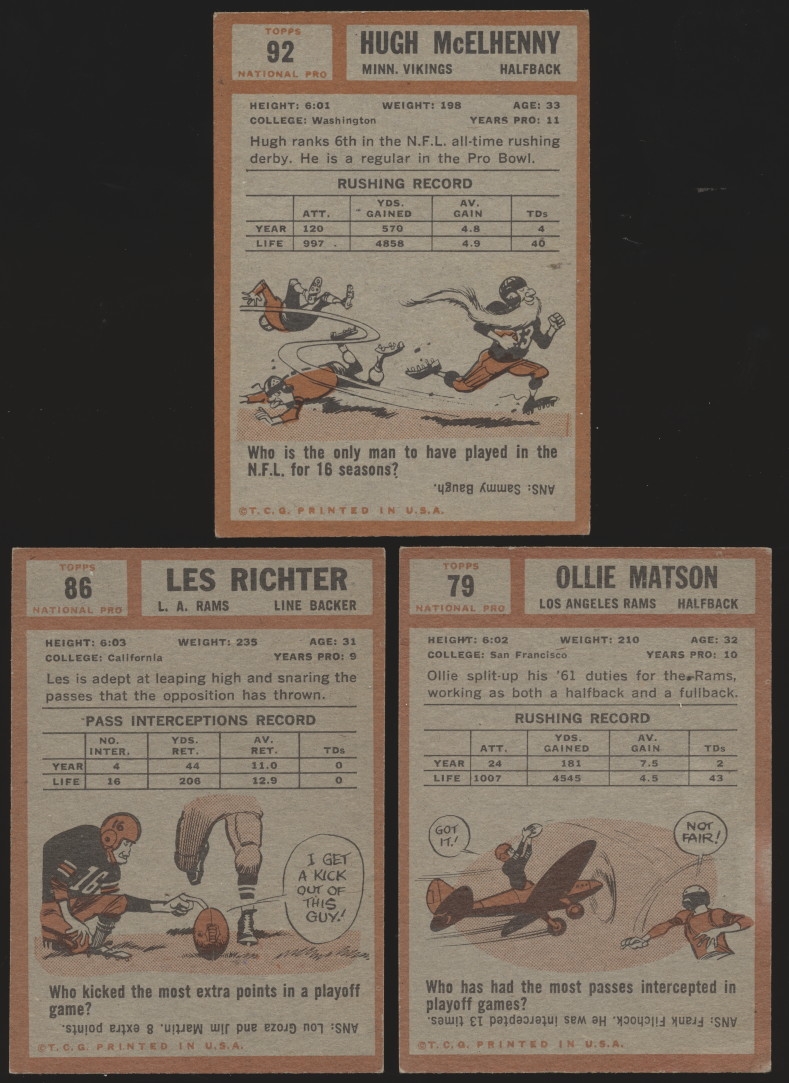 TOPPS
92
NATIONAL PRO
HUGH McELHENNY
MINN. VIKINGS HALFBACK
HEIGHT: 6:01 WEIGHT: 198 AGE: 33
COLLEGE: Washington YEARS PRO: 11
Hugh ranks 6th in the N.F.L. all-time rushing
derby. He is a regular in the Pro Bowl.
RUSHING RECORD
ATT. YDS. GAINED AV. GAIN TDs
YEAR 120 570 4.8 4
LIFE 997 4858 4.9 40
33
Who is the only man to have played in the
N.F.L. for 16 seasons?
ANS: Sammy Baugh.
©T.C.G. PRINTED IN U.S.A.
TOPPS
86
NATIONAL PRO
LES RICHTER
L. A. RAMS LINE BACKER
HEIGHT: 6:03 WEIGHT: 235 AGE: 31
COLLEGE: California YEARS PRO: 9
Les is adept at leaping high and snaring the
passes that the opposition has thrown.
PASS INTERCEPTIONS RECORD
NO. INTER. YDS. RET. AV. RET. TDs
YEAR 4 44 11.0 0
LIFE 16 206 12.9 0
16
16
I GET
A KICK
OUT OF
THIS
GUY!
Who kicked the most extra points in a playoff
game?
ANS: Lou Groza and Jim Martin. 8 extra points.
©T.C.G. PRINTED IN U.S.A.
TOPPS
79
NATIONAL PRO
OLLIE MATSON
LOS ANGELES RAMS HALFBACK
HEIGHT: 6:02 WEIGHT: 210 AGE: 32
COLLEGE: San Francisco YEARS PRO: 10
Ollie split-up his '61 duties for the Rams,
working as both a halfback and a fullback.
RUSHING RECORD
ATT. YDS. GAINED AV. GAIN TDs
YEAR 24 181 7.5 2
LIFE 1007 4545 4.5 43
GOT
IT!
NOT
FAIR!
Who has had the most passes intercepted in
playoff games?
ANS: Frank Filchock. He was intercepted 13 times.
©T.C.G. PRINTED IN U.S.A.